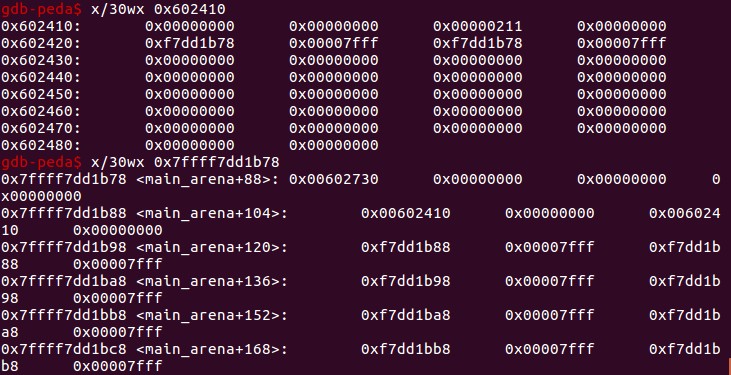 gdb-peda$ x/30wx 0x602410
0x602410: 0x00000000 0x00000000 0x00000211 0x00000000
0x602420: 0xf7dd1b78 0x00007fff 0xf7dd1b78 0x00007fff
0x602430: 0x00000000 0x00000000 0x00000000 0x00000000
0x602440: 0x00000000 0x00000000 0x00000000 0x00000000
0x602450: 0x00000000 0x00000000 0x00000000 0x00000000
0x602460: 0x00000000 0x00000000 0x00000000 0x00000000
0x602470: 0x00000000 0x00000000 0x00000000 0x00000000
0x602480: 0x00000000 0x00000000
gdb-peda$ x/30wx 0x7ffff7dd1b78
0x7ffff7dd1b78 <main_arena+88>: 0x00602730 0x00000000 0x00000000 0
x00000000
0x7ffff7dd1b88 <main_arena+104>: 0x00602410 0x00000000 0x006024
10 0x00000000
0x7ffff7dd1b98 <main_arena+120>: 0xf7dd1b88 0x00007fff 0xf7dd1b
88 0x00007fff
0x7ffff7dd1ba8 <main_arena+136>: 0xf7dd1b98 0x00007fff 0xf7dd1b
98 0x00007fff
0x7ffff7dd1bb8 <main_arena+152>: 0xf7dd1ba8 0x00007fff 0xf7dd1b
a8 0x00007fff
0x7ffff7dd1bc8 <main_arena+168>: 0xf7dd1bb8 0x00007fff 0xf7dd1b
b8 0x00007fff